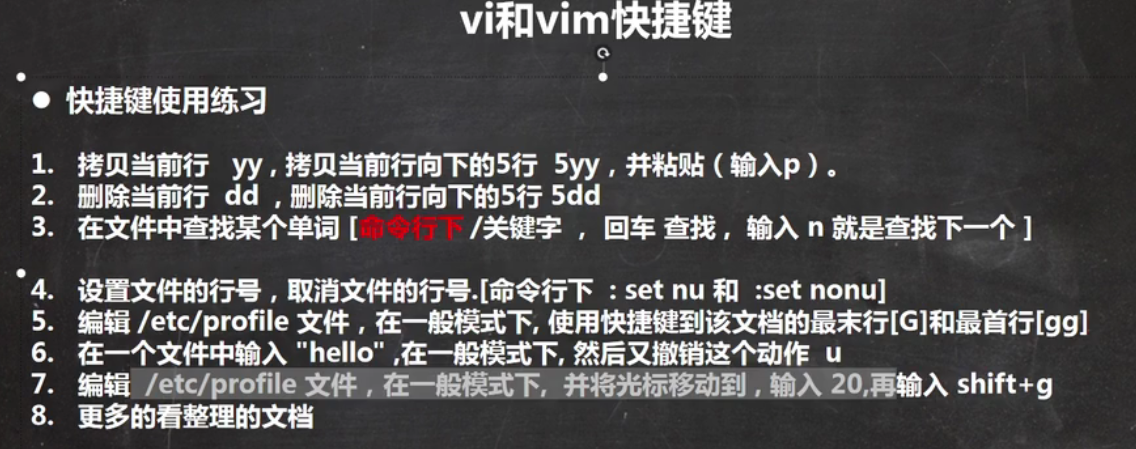 vi和vim快捷键
● 快捷键使用练习
1. 拷贝当前行 yy , 拷贝当前行向下的5行 5yy，并粘贴（输入p）。
2. 删除当前行 dd , 删除当前行向下的5行 5dd
3. 在文件中查找某个单词 [命令行下 /关键字 ， 回车 查找 , 输入 n 就是查找下一个 ]
4. 设置文件的行号，取消文件的行号.[命令行下 : set nu 和 :set nonu]
5. 编辑 /etc/profile 文件，在一般模式下, 使用快捷键到该文档的最末行[G]和最首行[gg]
6. 在一个文件中输入 "hello" ,在一般模式下, 然后又撤销这个动作 u
7. 编辑 /etc/profile 文件，在一般模式下, 并将光标移动到 , 输入 20,再输入 shift+g
8. 更多的看整理的文档